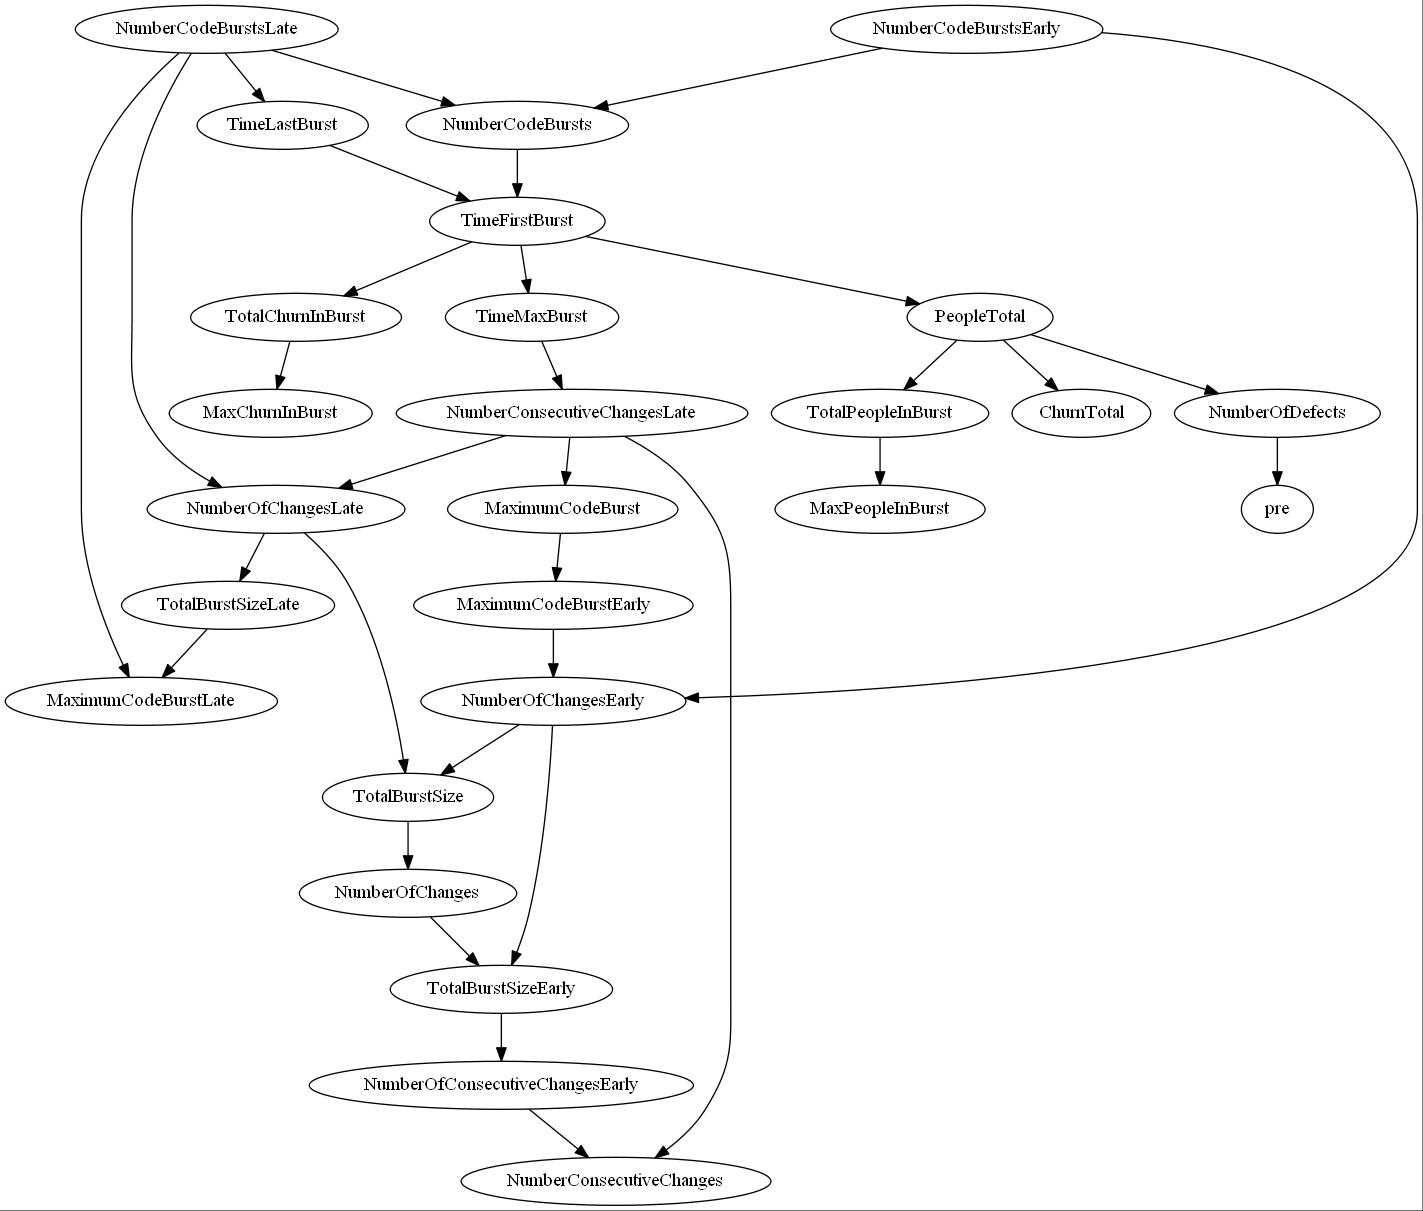 NumberCodeBurstsLate
NumberCodeBurstsEarly
TimeLastBurst
NumberCodeBursts
TimeFirstBurst
TotalChurnInBurst
TimeMaxBurst
PeopleTotal
MaxChurnInBurst
NumberConsecutiveChangesLate
TotalPeopleInBurst
ChurnTotal
NumberOfDefects
NumberOfChangesLate
MaximumCodeBurst
MaxPeopleInBurst
pre
TotalBurstSizeLate
MaximumCodeBurstEarly
MaximumCodeBurstLate
NumberOfChangesEarly
TotalBurstSize
NumberOfChanges
TotalBurstSizeEarly
NumberOfConsecutiveChangesEarly
NumberConsecutiveChanges